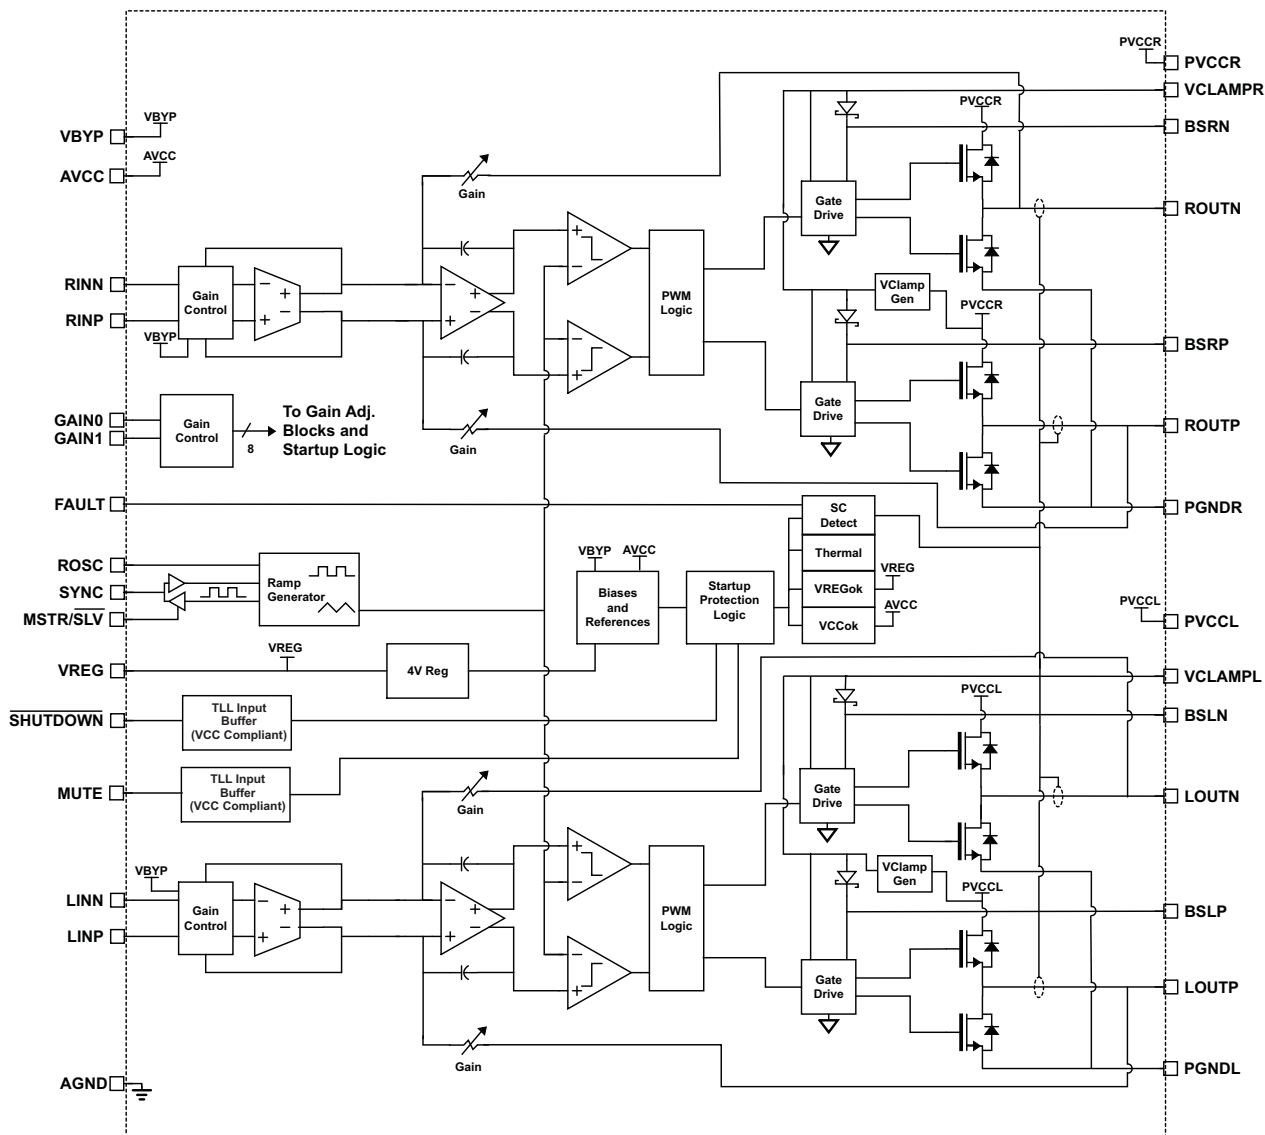 PVCCR
PVCCR
VCLAMPR
PVCCR
VBYP
VBYP
BSRN
AVCC
AVCC
Gain
Gate
Drive
ROUTN
+
−
RINN
Gain
Control
−
+
−
+
PWM
Logic
VClamp
Gen
PVCCR
RINP
+
−
−
+
VBYP
−
+
BSRP
GAIN0
GAIN1
Gain
Control
8
To Gain Adj.
Blocks and
Startup Logic
Gain
Gate
Drive
ROUTP
FAULT
SC
Detect
PGNDR
ROSC
SYNC
MSTR/SLV
Ramp
Generator
VBYP
AVCC
Biases
and
References
Startup
Protection
Logic
Thermal
VREGok
VREG
VCCok
AVCC
PVCCL
PVCCL
VREG
VREG
4V Reg
VCLAMPL
PVCCL
SHUTDOWN
TLL Input
Buffer
(VCC Compliant)
BSLN
MUTE
TLL Input
Buffer
(VCC Compliant)
Gain
Gate
Drive
LOUTN
+
−
VBYP
VClamp
Gen
PVCCL
LINN
Gain
Control
−
+
−
+
PWM
Logic
BSLP
LINP
+
−
−
+
−
+
Gate
Drive
LOUTP
Gain
PGNDL
AGND